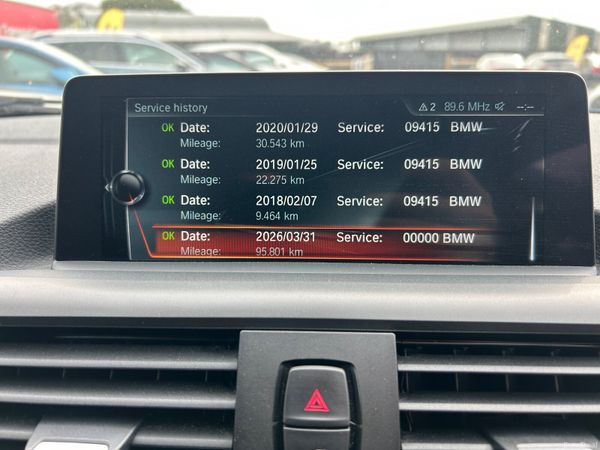 Service history 2 89.6 MHz --:--
OK Date: 2020/01/29 Service: 09415 BMW
Mileage: 30.543 km
OK Date: 2019/01/25 Service: 09415 BMW
Mileage: 22.275 km
OK Date: 2018/02/07 Service: 09415 BMW
Mileage: 9.464 km
OK Date: 2026/03/31 Service: 00000 BMW
Mileage: 95.801 km